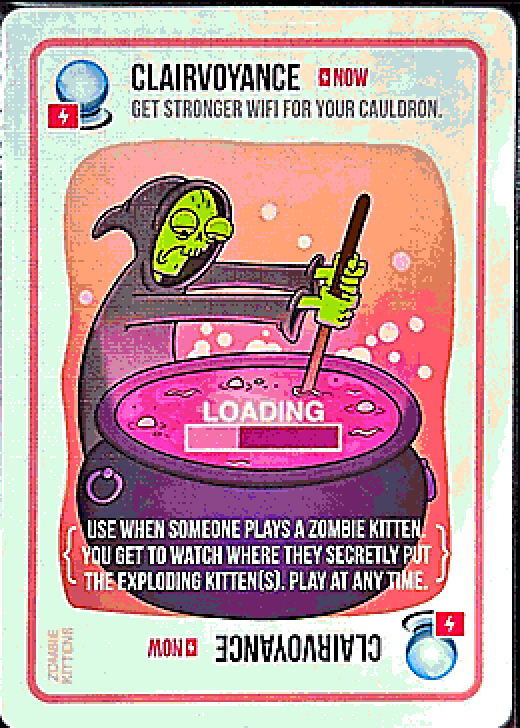 CLAIRVOYANCE NOW
GET STRONGER WIFI FOR YOUR CAULDRON.
LOADING
USE WHEN SOMEONE PLAYS A ZOMBIE KITTEN.
YOU GET TO WATCH WHERE THEY SECRETLY PUT
THE EXPLODING KITTEN(S). PLAY AT ANY TIME.
ZOMBIE
KITTENS
CLAIRVOYANCE NOW